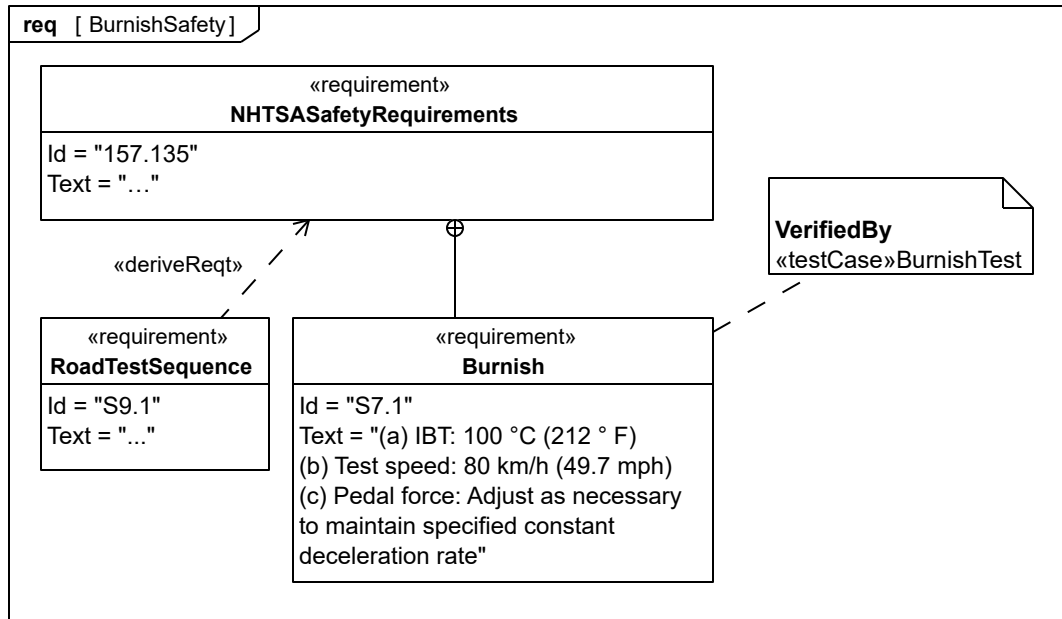 req [ BurnishSafety]
«requirement»
NHTSASafetyRequirements
Id = "157.135"
Text = "…"
VerifiedBy
«testCase»BurnishTest
«deriveReqt»
«requirement»
RoadTestSequence
Id = "S9.1"
Text = "..."
«requirement»
Burnish
Id = "S7.1"
Text = "(a) IBT: 100 °C (212 ° F)
(b) Test speed: 80 km/h (49.7 mph)
(c) Pedal force: Adjust as necessary
to maintain specified constant
deceleration rate"